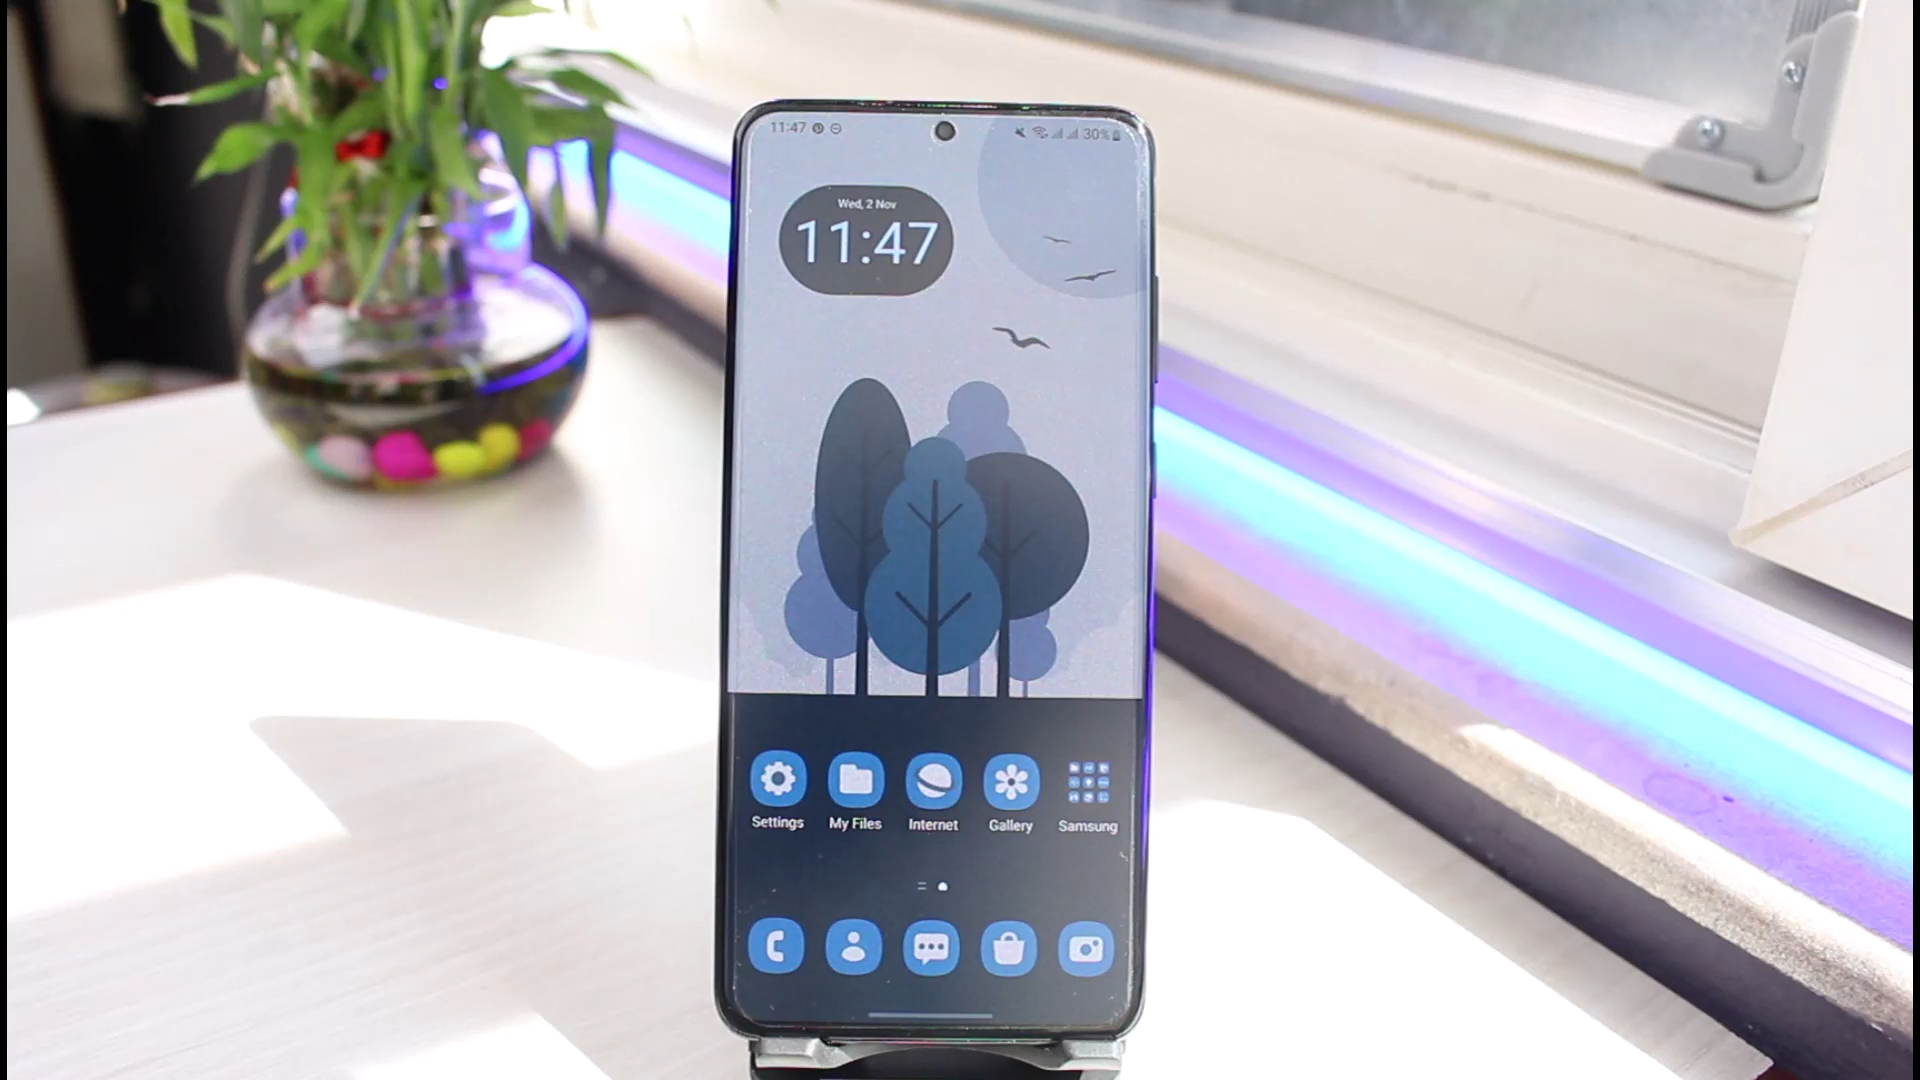 11:47
30%
Wed, 2 Nov
11:47
Settings
My Files
Internet
Gallery
Samsung